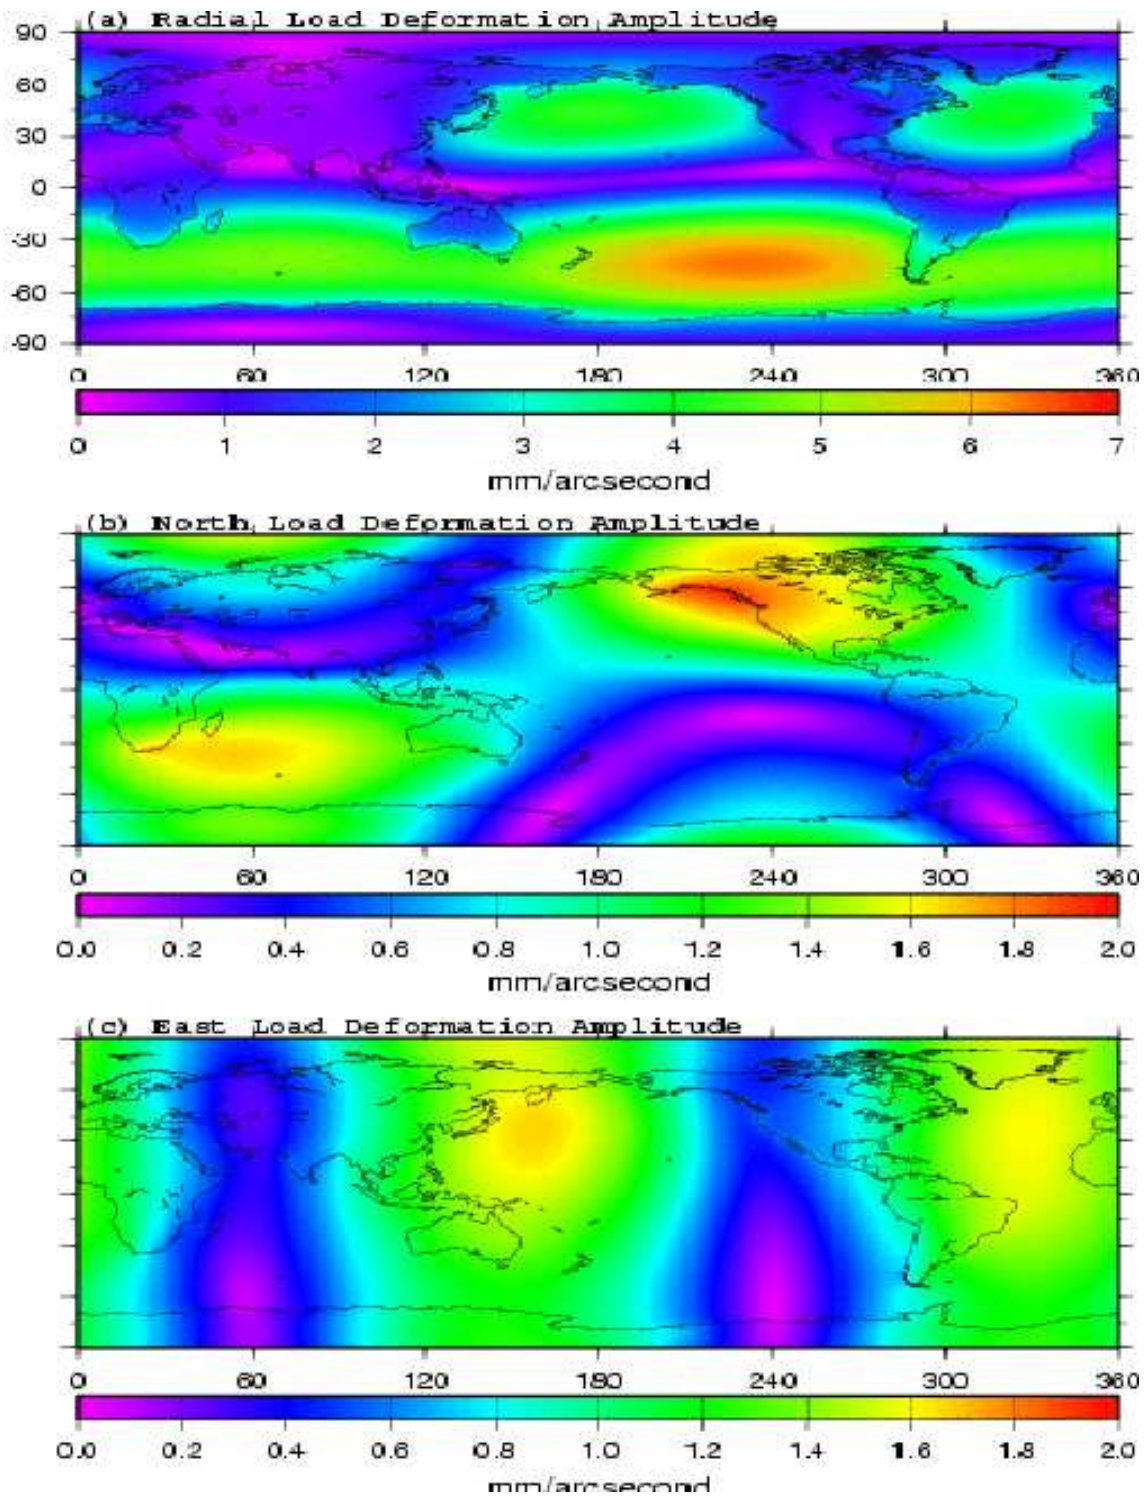 (a) Radial Load Deformation Amplitude
90
60
30
0
-30
-60
-90
0 60 120 180 240 300 360
0 1 2 3 4 5 6 7
mm/arcsecond
(b) North Load Deformation Amplitude
0 60 120 180 240 300 360
0.0 0.2 0.4 0.6 0.8 1.0 1.2 1.4 1.6 1.8 2.0
mm/arcsecond
(c) East Load Deformation Amplitude
0 60 120 180 240 300 360
0.0 0.2 0.4 0.6 0.8 1.0 1.2 1.4 1.6 1.8 2.0
mm/arcsecond